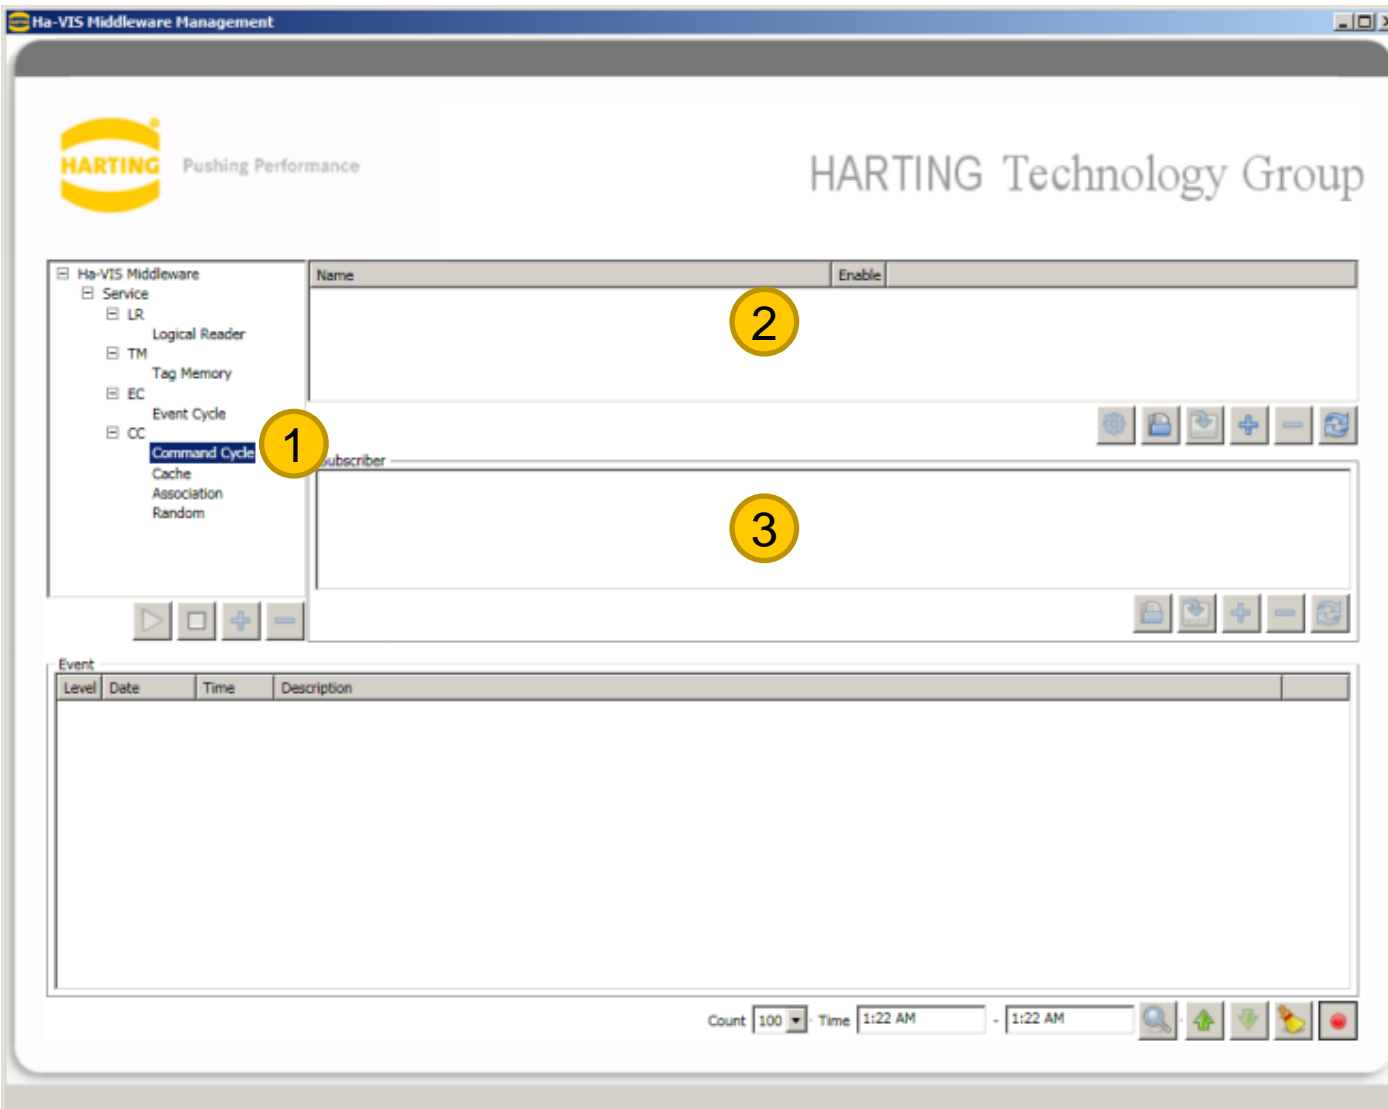 Ha-VIS Middleware Management
HARTING Pushing Performance
HARTING Technology Group
Ha-VIS Middleware
Service
LR
Logical Reader
TM
Tag Memory
EC
Event Cycle
CC
Command Cycle
Cache
Association
Random
1
Name Enable
2
Subscriber
3
Event
Level Date Time Description
Count 100 Time 1:22 AM - 1:22 AM